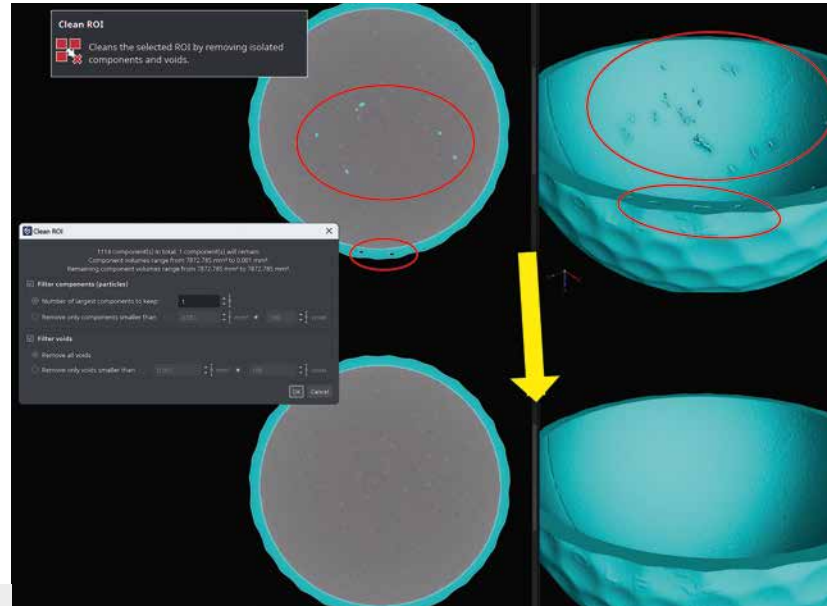 Clean ROI
Cleans the selected ROI by removing isolated
components and voids.
Clean ROI
1114 component(s) in total. 1 component(s) will remain.
Component volumes range from 7872.785 mm³ to 0.001 mm³.
Remaining component volumes range from 7872.785 mm³ to 7872.785 mm³.
Filter components (particles)
Number of largest components to keep: 1
Remove only components smaller than:
Filter voids
Remove all voids
Remove only voids smaller than:
OK Cancel